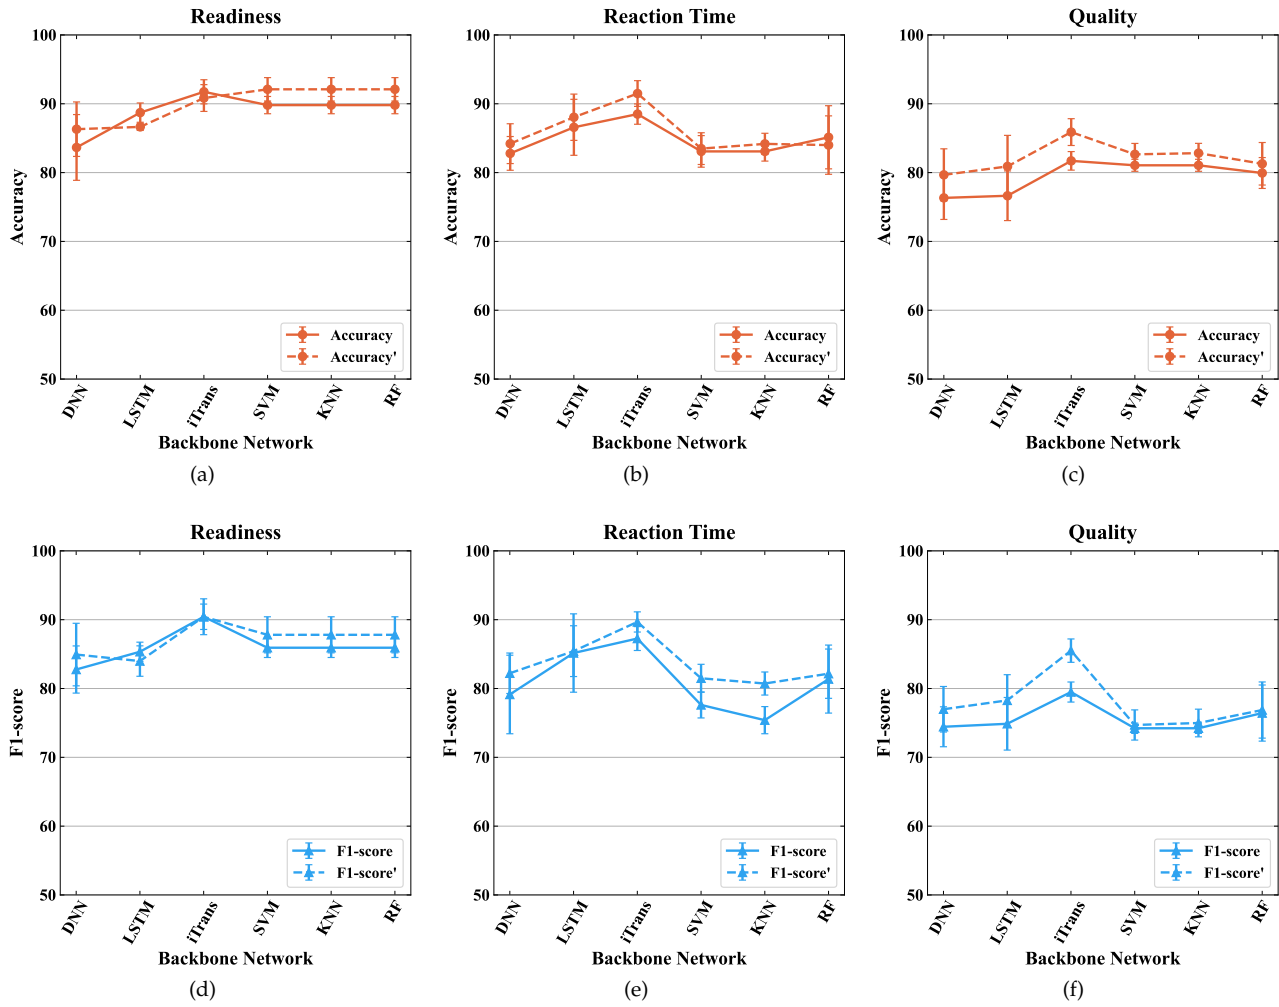 Readiness
100
90
80
70
60
50
Accuracy
Accuracy
Accuracy'
DNN
LSTM
iTrans
SVM
KNN
RF
Backbone Network
(a)
Reaction Time
100
90
80
70
60
50
Accuracy
Accuracy
Accuracy'
DNN
LSTM
iTrans
SVM
KNN
RF
Backbone Network
(b)
Quality
100
90
80
70
60
50
Accuracy
Accuracy
Accuracy'
DNN
LSTM
iTrans
SVM
KNN
RF
Backbone Network
(c)
Readiness
100
90
80
70
60
50
F1-score
F1-score
F1-score'
DNN
LSTM
iTrans
SVM
KNN
RF
Backbone Network
(d)
Reaction Time
100
90
80
70
60
50
F1-score
F1-score
F1-score'
DNN
LSTM
iTrans
SVM
KNN
RF
Backbone Network
(e)
Quality
100
90
80
70
60
50
F1-score
F1-score
F1-score'
DNN
LSTM
iTrans
SVM
KNN
RF
Backbone Network
(f)